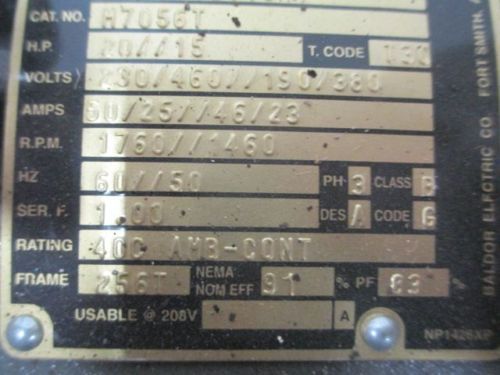 CAT. NO. M7056T
H.P. 20//15 T. CODE T3C
VOLTS 230/460//190/380
AMPS 50/25//46/23
R.P.M. 1760//1460
HZ 60//50 PH 3 CLASS B
SER. F. 1.00 DES A CODE G
RATING 40C AMB-CONT
FRAME 256T NEMA NOM EFF 91 % PF 83 %
USABLE @ 208V A
NP1426XP
BALDOR ELECTRIC CO. FORT SMITH, A